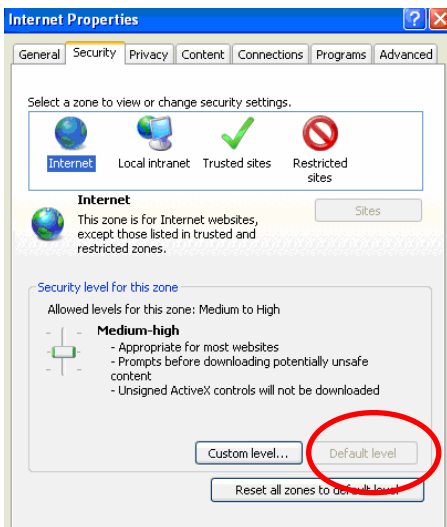 Internet Properties
General Security Privacy Content Connections Programs Advanced
Select a zone to view or change security settings.
Internet Local intranet Trusted sites Restricted
sites
Internet
Sites
This zone is for Internet websites,
except those listed in trusted and
restricted zones.
Security level for this zone
Allowed levels for this zone: Medium to High
Medium-high
- Appropriate for most websites
- Prompts before downloading potentially unsafe
content
- Unsigned ActiveX controls will not be downloaded
Custom level... Default level
Reset all zones to default level